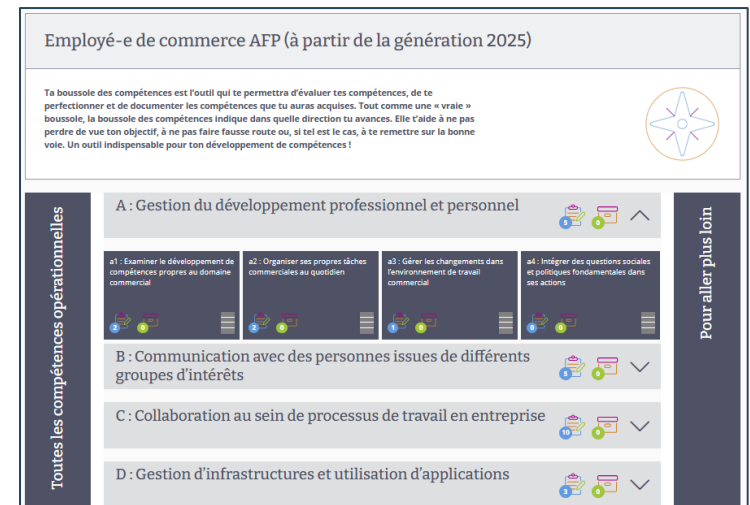 Employé-e de commerce AFP (à partir de la génération 2025)
Ta boussole des compétences est l'outil qui te permettra d'évaluer tes compétences, de te
perfectionner et de documenter les compétences que tu auras acquises. Tout comme une « vraie »
boussole, la boussole des compétences indique dans quelle direction tu avances. Elle t'aide à ne pas
perdre de vue ton objectif, à ne pas faire fausse route ou, si tel est le cas, à te remettre sur la bonne
voie. Un outil indispensable pour ton développement de compétences !
Toutes les compétences opérationnelles
A : Gestion du développement professionnel et personnel
5
0
a1 : Examiner le développement de
compétences propres au domaine
commercial
2
0
a2 : Organiser ses propres tâches
commerciales au quotidien
2
0
a3 : Gérer les changements dans
l'environnement de travail
commercial
1
0
a4 : Intégrer des questions sociales
et politiques fondamentales dans
ses actions
0
0
B : Communication avec des personnes issues de différents
groupes d'intérêts
5
0
C : Collaboration au sein de processus de travail en entreprise
10
0
D : Gestion d'infrastructures et utilisation d'applications
3
0
Pour aller plus loin